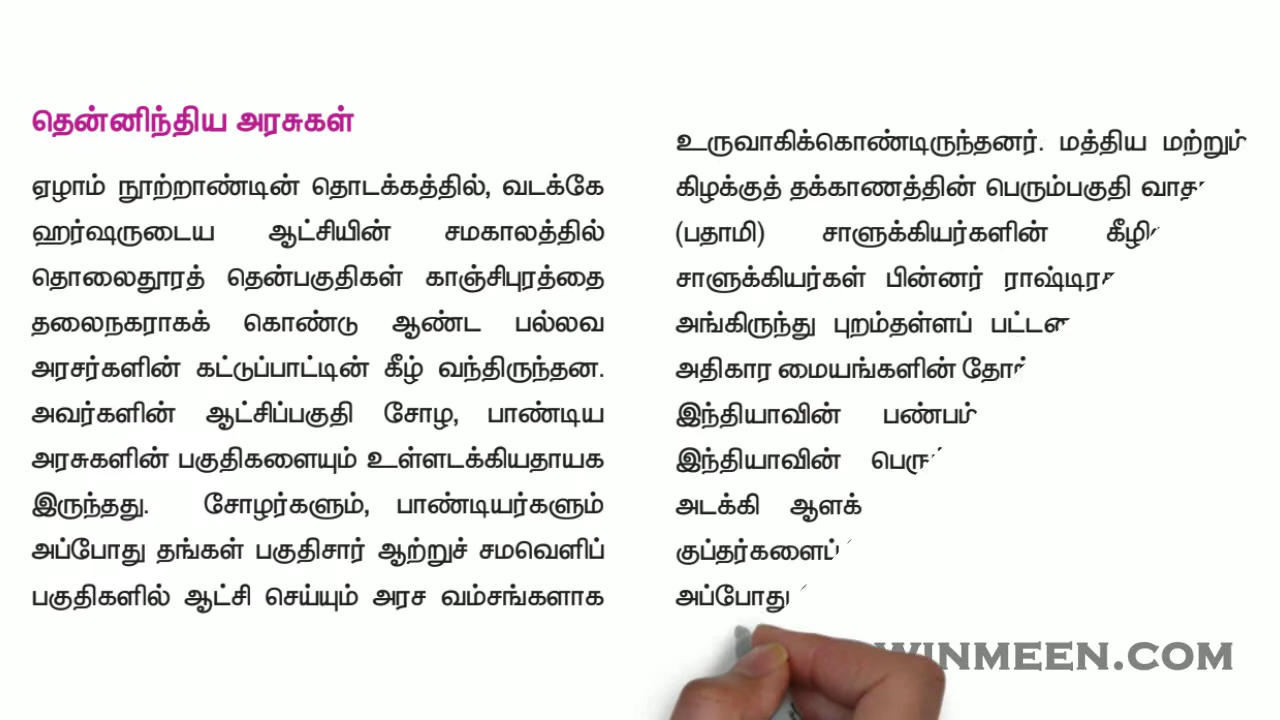 தென்னிந்திய அரசுகள்
ஏழாம் நூற்றாண்டின் தொடக்கத்தில், வடக்கே
ஹர்ஷருடைய ஆட்சியின் சமகாலத்தில்
தொலைதூரத் தென்பகுதிகள் காஞ்சிபுரத்தை
தலைநகராகக் கொண்டு ஆண்ட பல்லவ
அரசர்களின் கட்டுப்பாட்டின் கீழ் வந்திருந்தன.
அவர்களின் ஆட்சிப்பகுதி சோழ, பாண்டிய
அரசுகளின் பகுதிகளையும் உள்ளடக்கியதாயக
இருந்தது. சோழர்களும், பாண்டியர்களும்
அப்போது தங்கள் பகுதிசார் ஆற்றுச் சமவெளிப்
பகுதிகளில் ஆட்சி செய்யும் அரச வம்சங்களாக
உருவாகிக்கொண்டிருந்தனர். மத்திய மற்றும்
கிழக்குத் தக்காணத்தின் பெரும்பகுதி
(பதாமி) சாளுக்கியர்களின்
சாளுக்கியர்கள் பின்னர்
அங்கிருந்து புறம்தள்ளப்
அதிகார மையங்களின்
இந்தியாவின்
இந்தியாவின்
அடக்கி ஆளக்
குப்தர்களைப்
அப்போது
WINMEEN.COM